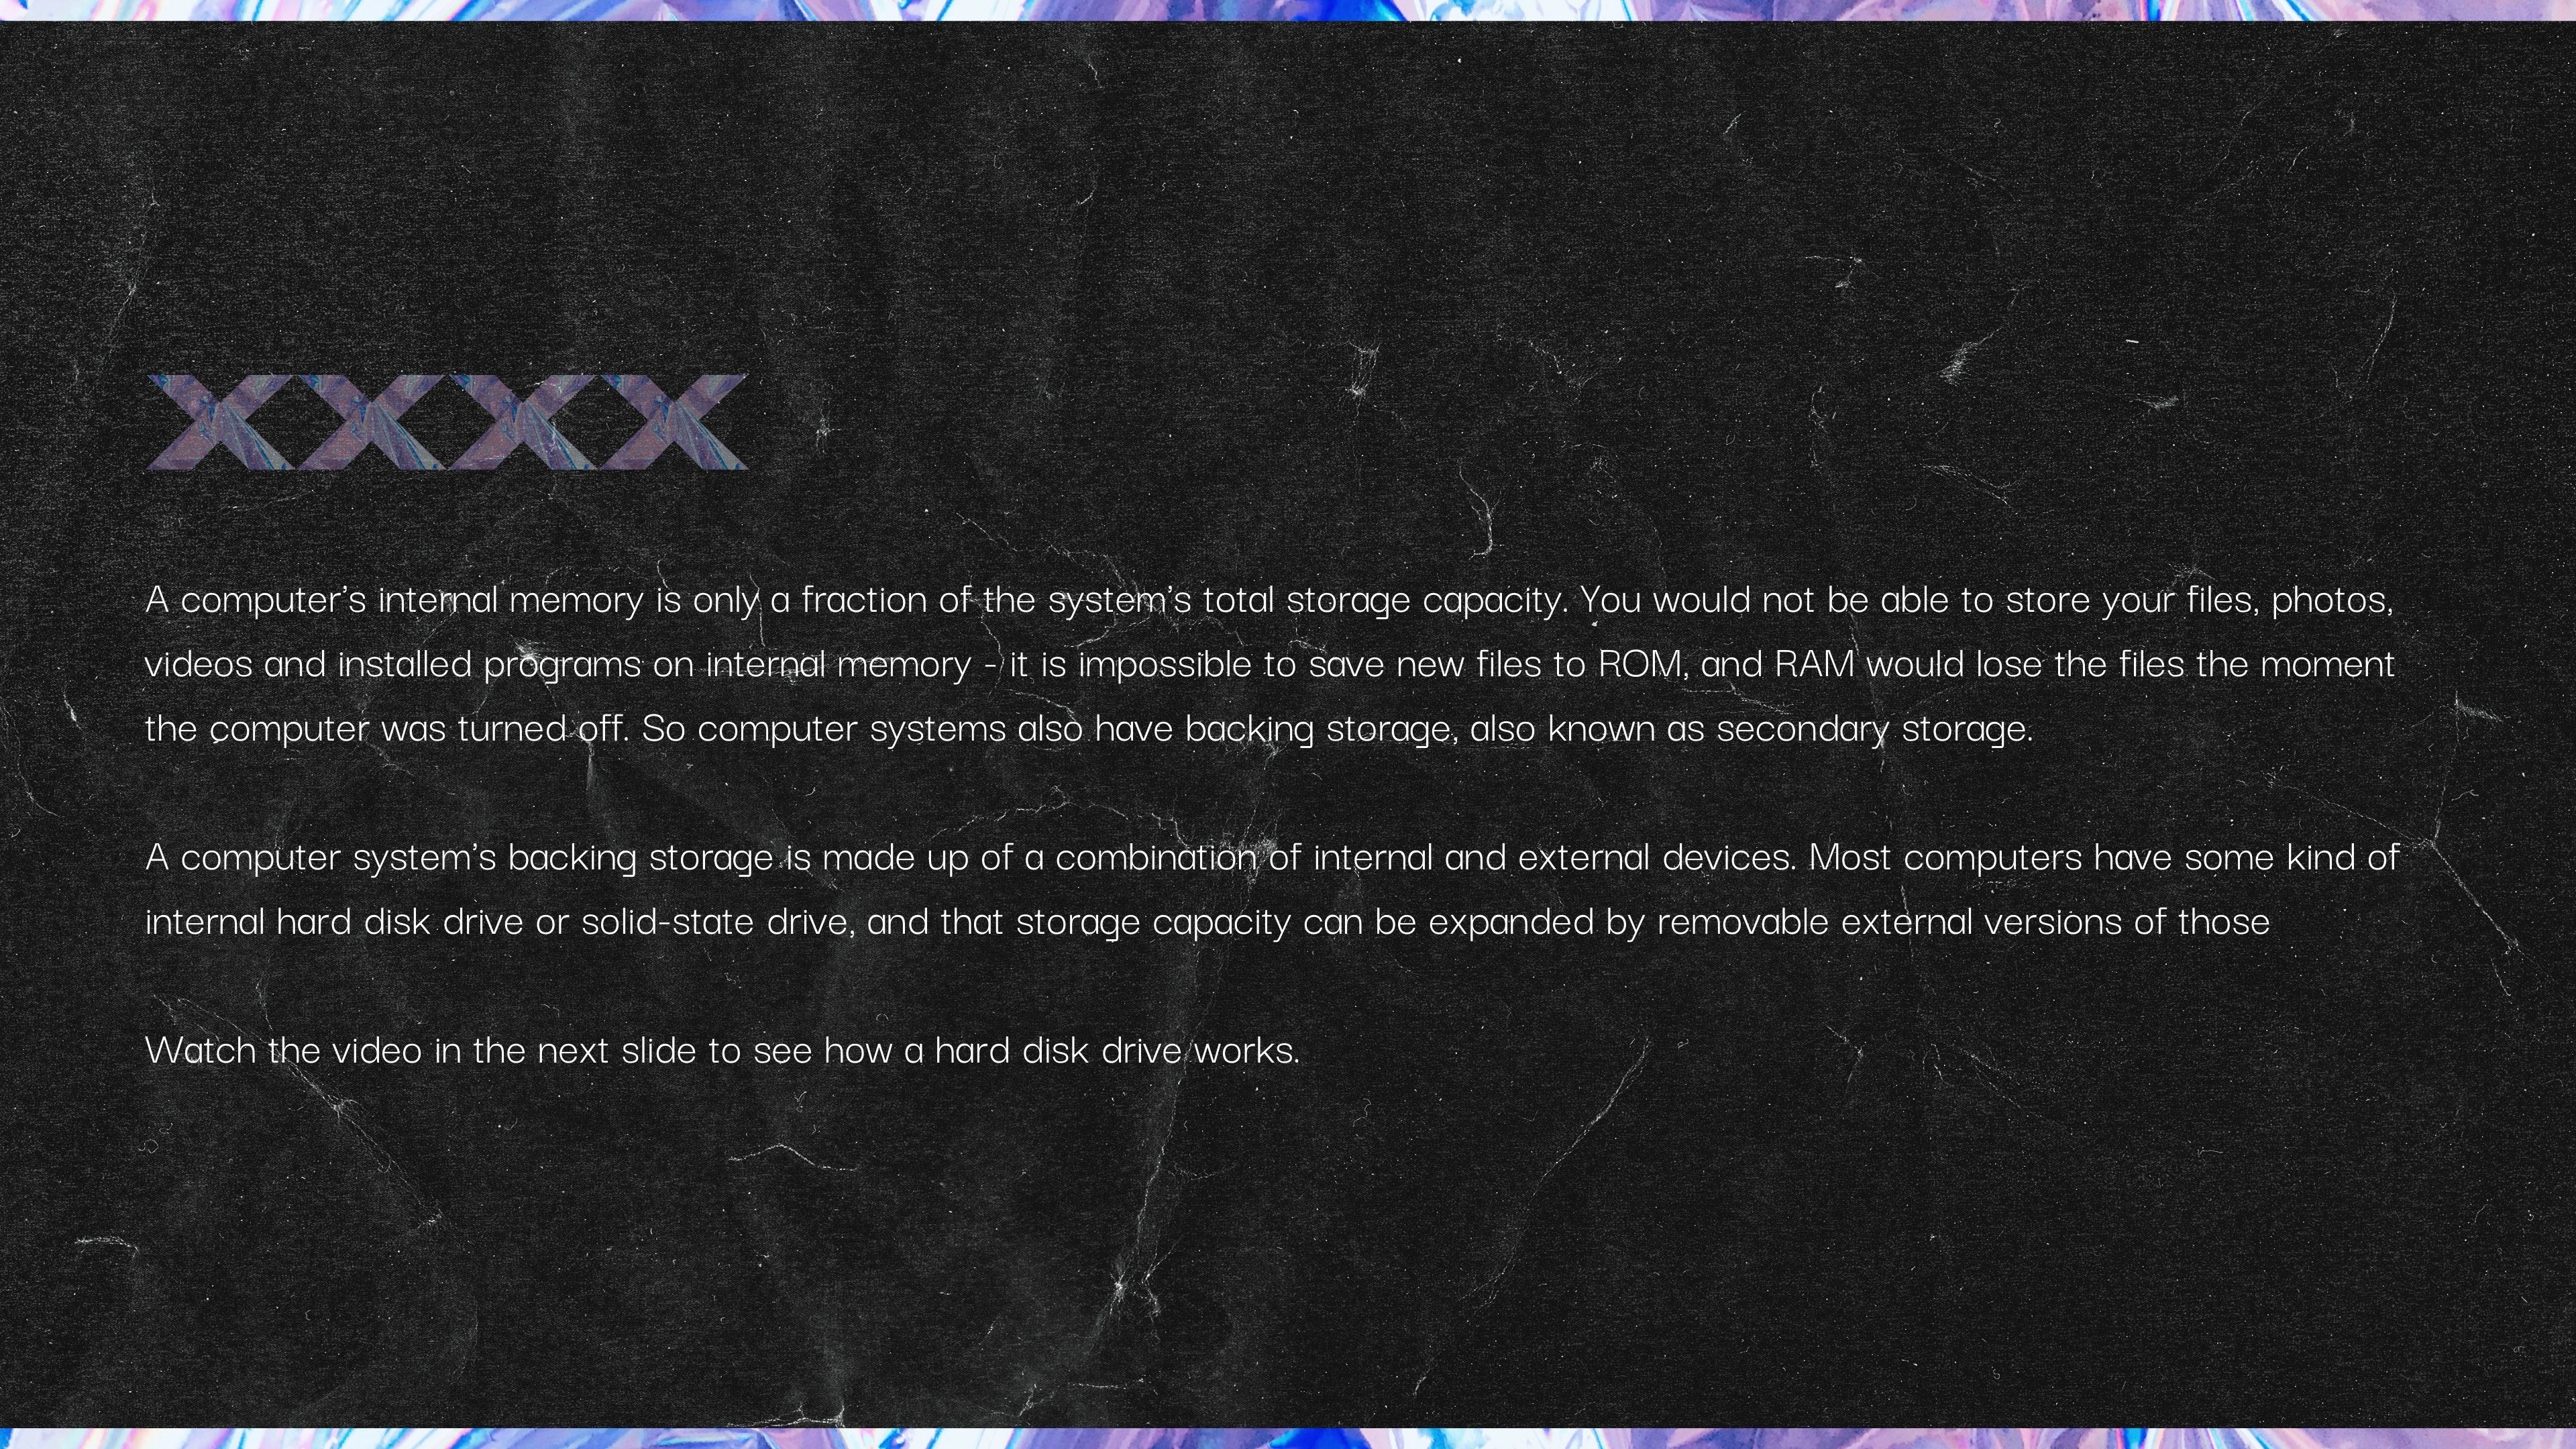 XXXX
A computer's internal memory is only a fraction of the system's total storage capacity. You would not be able to store your files, photos,
videos and installed programs on internal memory - it is impossible to save new files to ROM, and RAM would lose the files the moment
the computer was turned off. So computer systems also have backing storage, also known as secondary storage.
A computer system's backing storage is made up of a combination of internal and external devices. Most computers have some kind of
internal hard disk drive or solid-state drive, and that storage capacity can be expanded by removable external versions of those
Watch the video in the next slide to see how a hard disk drive works.